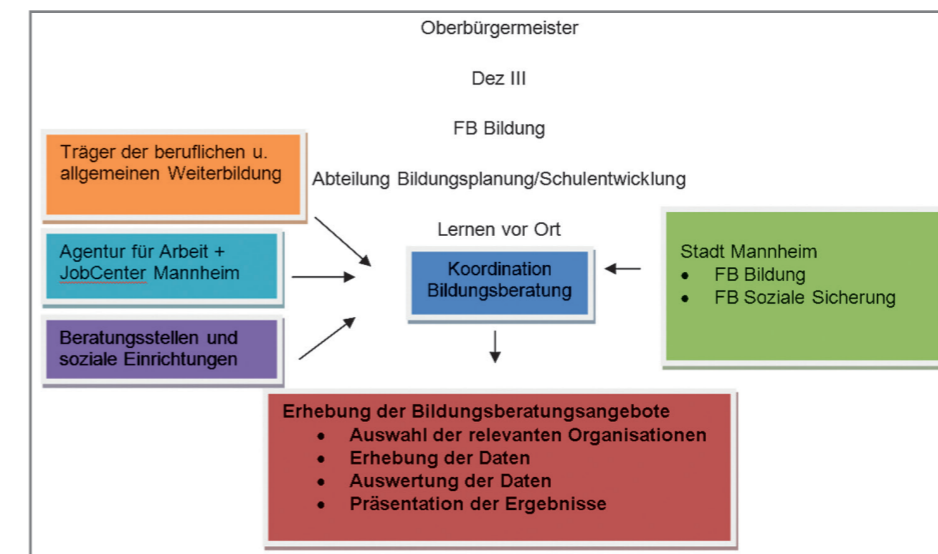 Oberbürgermeister
Dez III
FB Bildung
Abteilung Bildungsplanung/Schulentwicklung
Lernen vor Ort
Träger der beruflichen u.
allgemeinen Weiterbildung
Agentur für Arbeit +
JobCenter Mannheim
Beratungsstellen und
soziale Einrichtungen
Koordination
Bildungsberatung
Stadt Mannheim
• FB Bildung
• FB Soziale Sicherung
Erhebung der Bildungsberatungsangebote
• Auswahl der relevanten Organisationen
• Erhebung der Daten
• Auswertung der Daten
• Präsentation der Ergebnisse